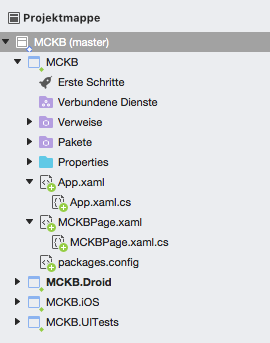 Projektmappe
MCKB (master)
MCKB
Erste Schritte
Verbundene Dienste
Verweise
Pakete
Properties
App.xaml
App.xaml.cs
MCKBPage.xaml
MCKBPage.xaml.cs
packages.config
MCKB.Droid
MCKB.iOS
MCKB.UITests